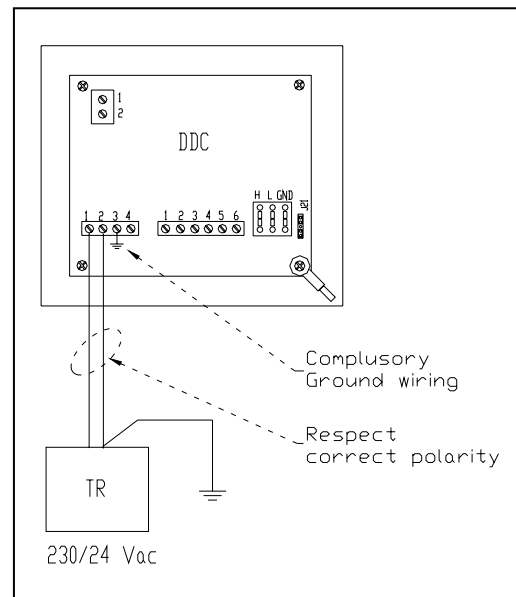 1
2
DDC
1 2 3 4
1 2 3 4 5 6
H L GND
J21
Complusory
Ground wiring
Respect
correct polarity
TR
230/24 Vac